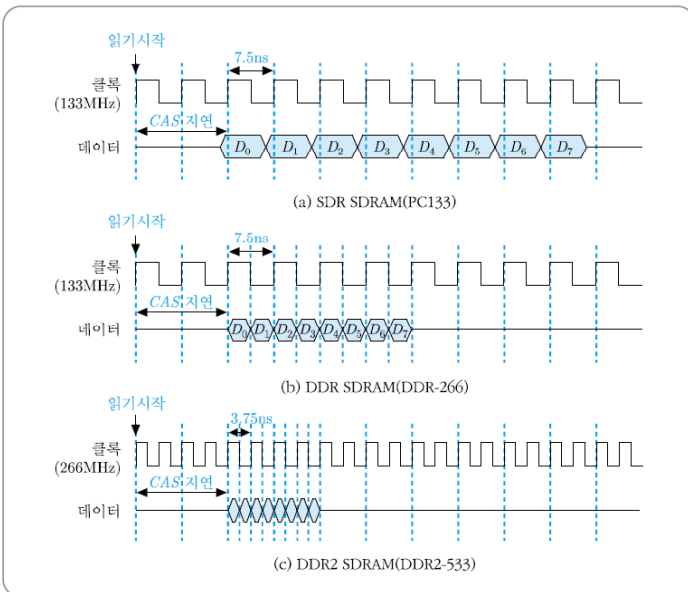 읽기시작
7.5ns
클록
(133MHz)
CAS 지연
데이터
D0 D1 D2 D3 D4 D5 D6 D7
(a) SDR SDRAM(PC133)
읽기시작
7.5ns
클록
(133MHz)
CAS 지연
데이터
D0 D1 D2 D3 D4 D5 D6 D7
(b) DDR SDRAM(DDR-266)
읽기시작
3.75ns
클록
(266MHz)
CAS 지연
데이터
(c) DDR2 SDRAM(DDR2-533)